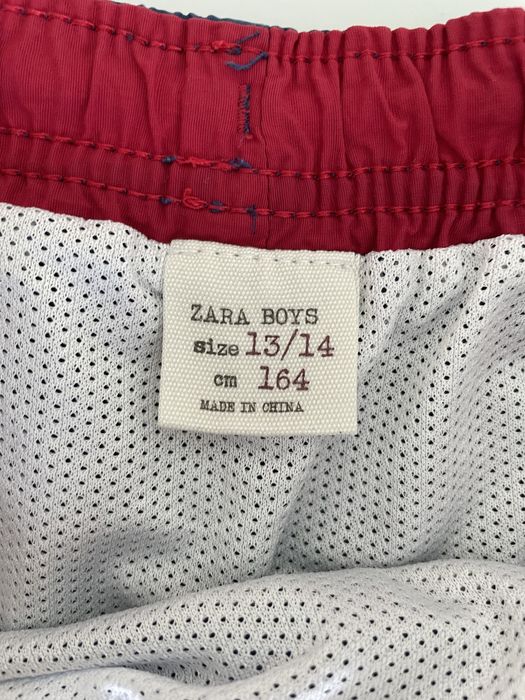 ZARA BOYS
size 13/14
cm 164
MADE IN CHINA